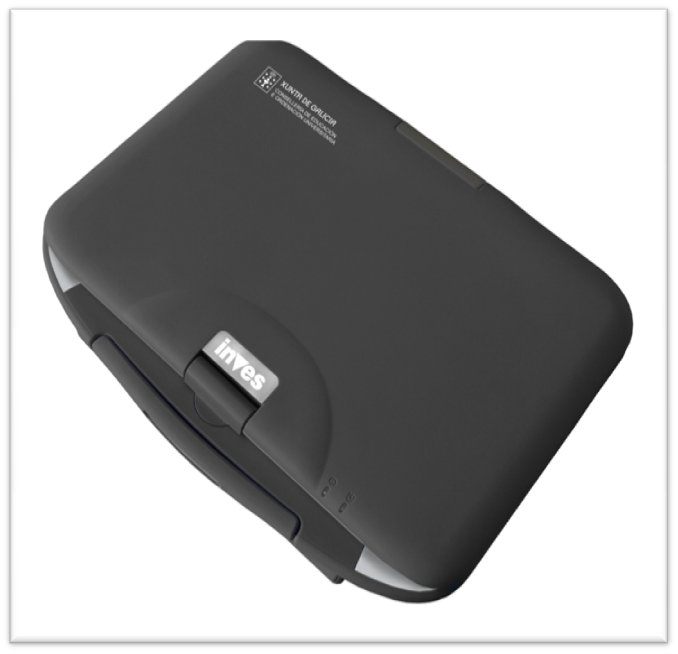 XUNTA DE GALICIA
CONSELLERÍA DE EDUCACIÓN
E ORDENACIÓN UNIVERSITARIA
inves